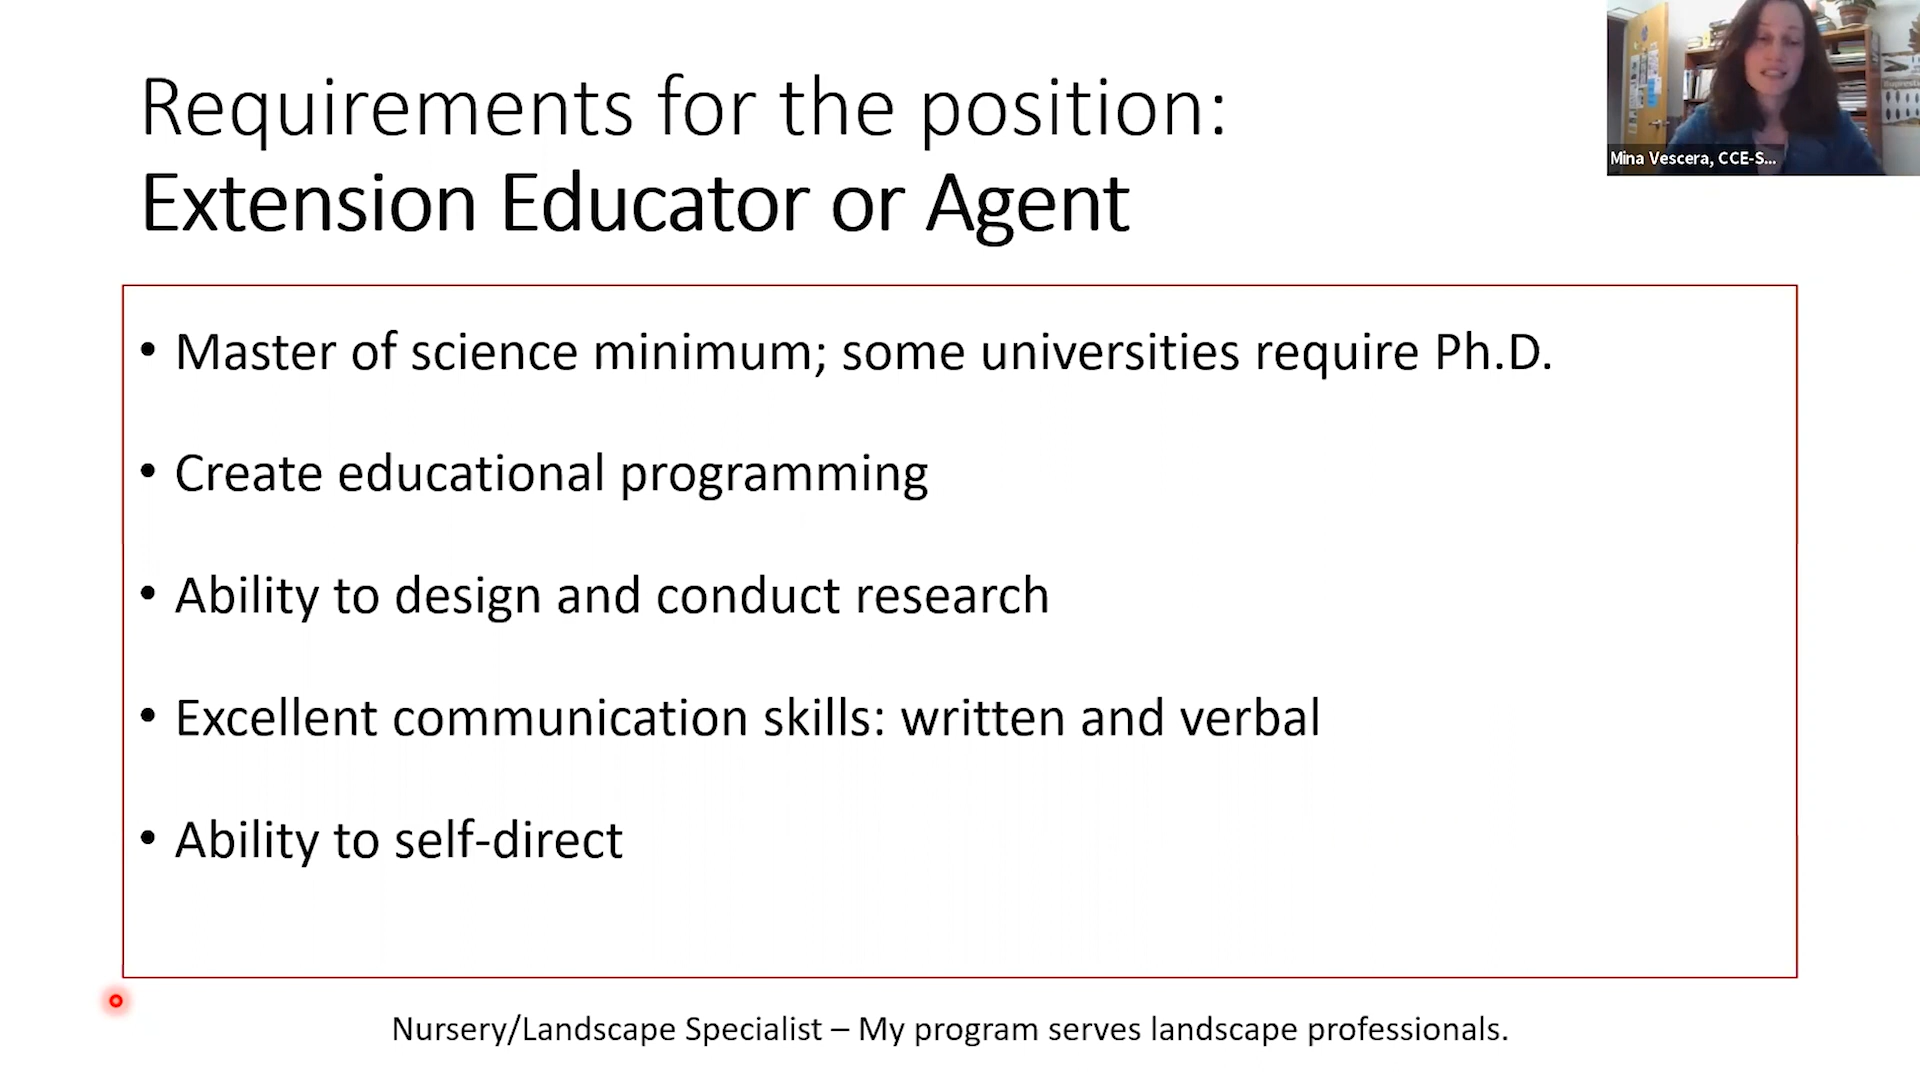 Requirements for the position:
Extension Educator or Agent
Mina Vescera, CCE-S...
• Master of science minimum; some universities require Ph.D.
• Create educational programming
• Ability to design and conduct research
• Excellent communication skills: written and verbal
• Ability to self-direct
Nursery/Landscape Specialist – My program serves landscape professionals.